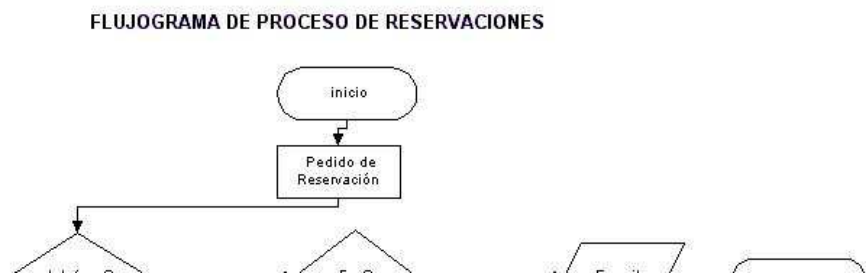 FLUJOGRAMA DE PROCESO DE RESERVACIONES
inicio
Pedido de
Reservación